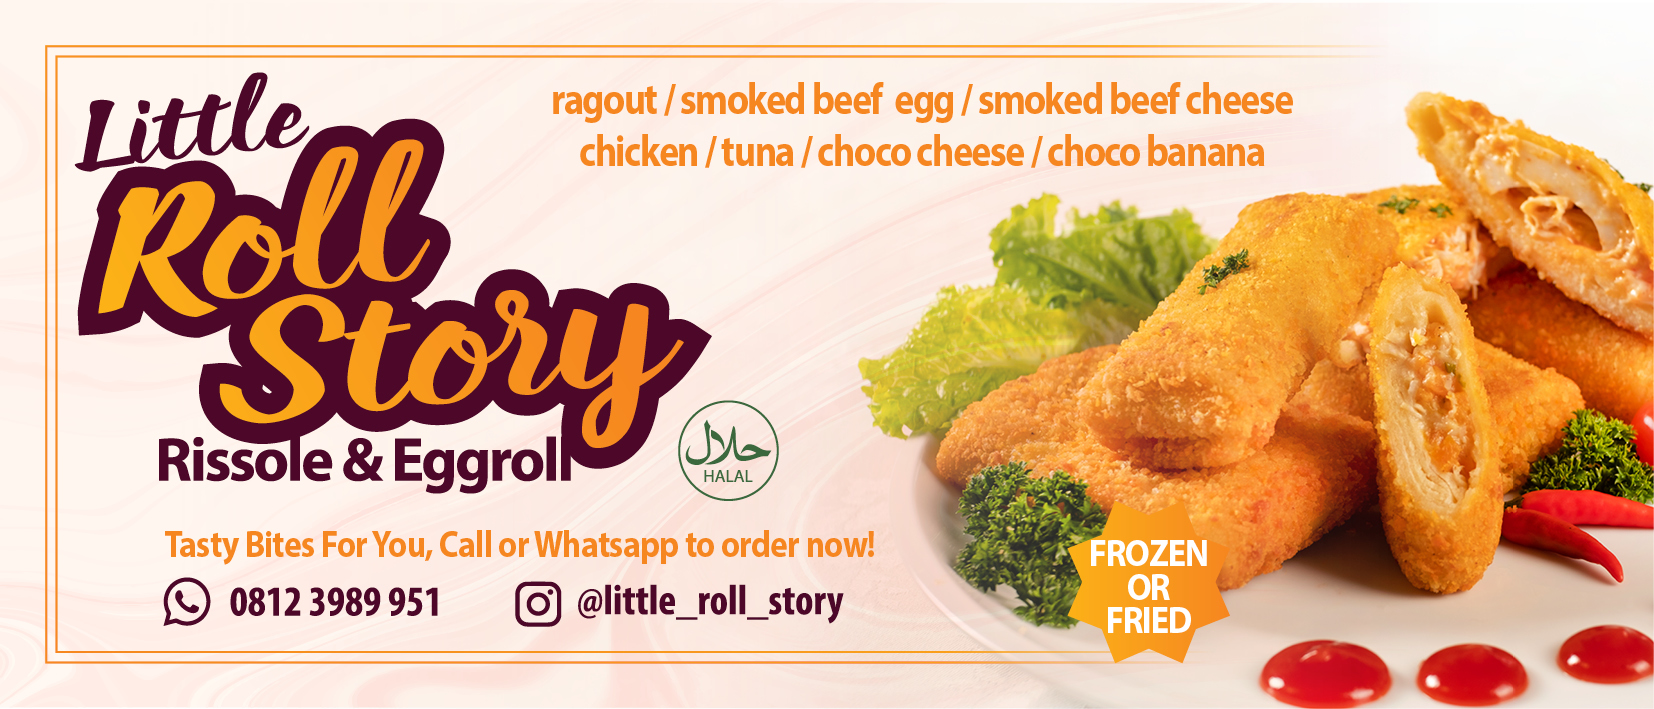 Little
Roll
Story
Rissole & Eggroll
ragout / smoked beef egg / smoked beef cheese
chicken / tuna / choco cheese / choco banana
حلال
HALAL
Tasty Bites For You, Call or Whatsapp to order now!
0812 3989 951
@little_roll_story
FROZEN
OR
FRIED